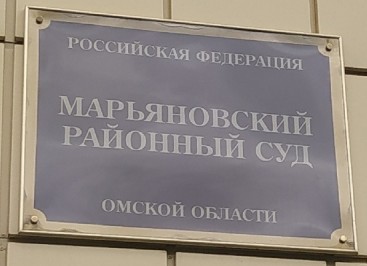 РОССИЙСКАЯ ФЕДЕРАЦИЯ
МАРЬЯНОВСКИЙ
РАЙОННЫЙ СУД
ОМСКОЙ ОБЛАСТИ